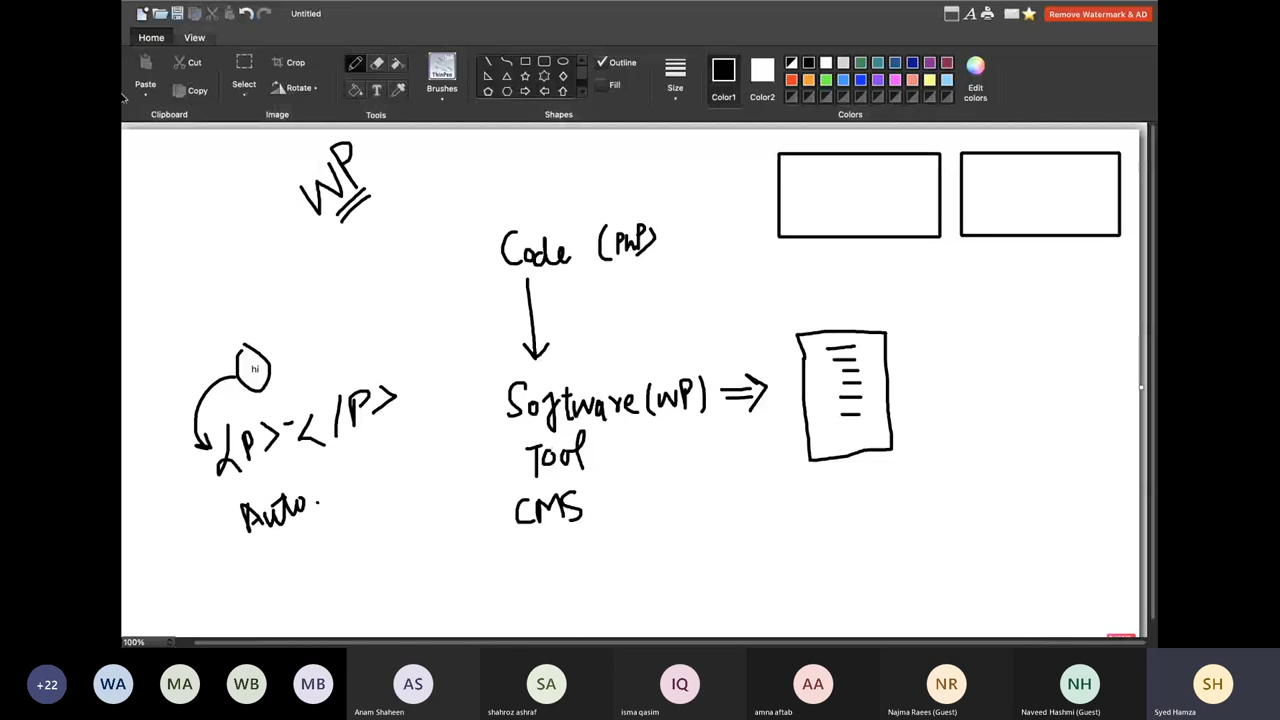 Untitled
Remove Watermark & AD
Home View
Paste
Cut
Copy
Clipboard
Select
Crop
Rotate
Image
Tools
ThinPen
Brushes
Outline
Fill
Shapes
Size
Color1
Color2
Edit
colors
Colors
WP
Code (PhP)
hi
<P> - </P>
Auto.
Software (WP) ⇒
Tool
CMS
100%
+22
WA
MA
WB
MB
AS
Anam Shaheen
SA
shahroz ashraf
IQ
isma qasim
AA
amna aftab
NR
Najma Raees (Guest)
NH
Naveed Hashmi (Guest)
SH
Syed Hamza